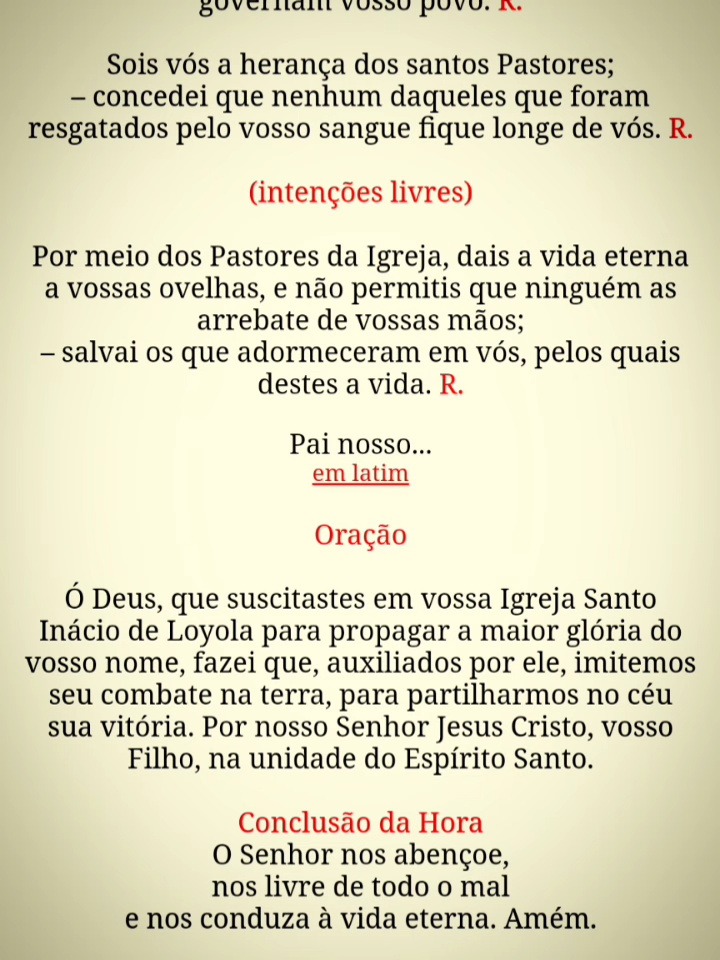 governam vosso povo. R.
Sois vós a herança dos santos Pastores;
– concedei que nenhum daqueles que foram
resgatados pelo vosso sangue fique longe de vós. R.
(intenções livres)
Por meio dos Pastores da Igreja, dais a vida eterna
a vossas ovelhas, e não permitis que ninguém as
arrebate de vossas mãos;
– salvai os que adormeceram em vós, pelos quais
destes a vida. R.
Pai nosso...
em latim
Oração
Ó Deus, que suscitastes em vossa Igreja Santo
Inácio de Loyola para propagar a maior glória do
vosso nome, fazei que, auxiliados por ele, imitemos
seu combate na terra, para partilharmos no céu
sua vitória. Por nosso Senhor Jesus Cristo, vosso
Filho, na unidade do Espírito Santo.
Conclusão da Hora
O Senhor nos abençoe,
nos livre de todo o mal
e nos conduza à vida eterna. Amém.